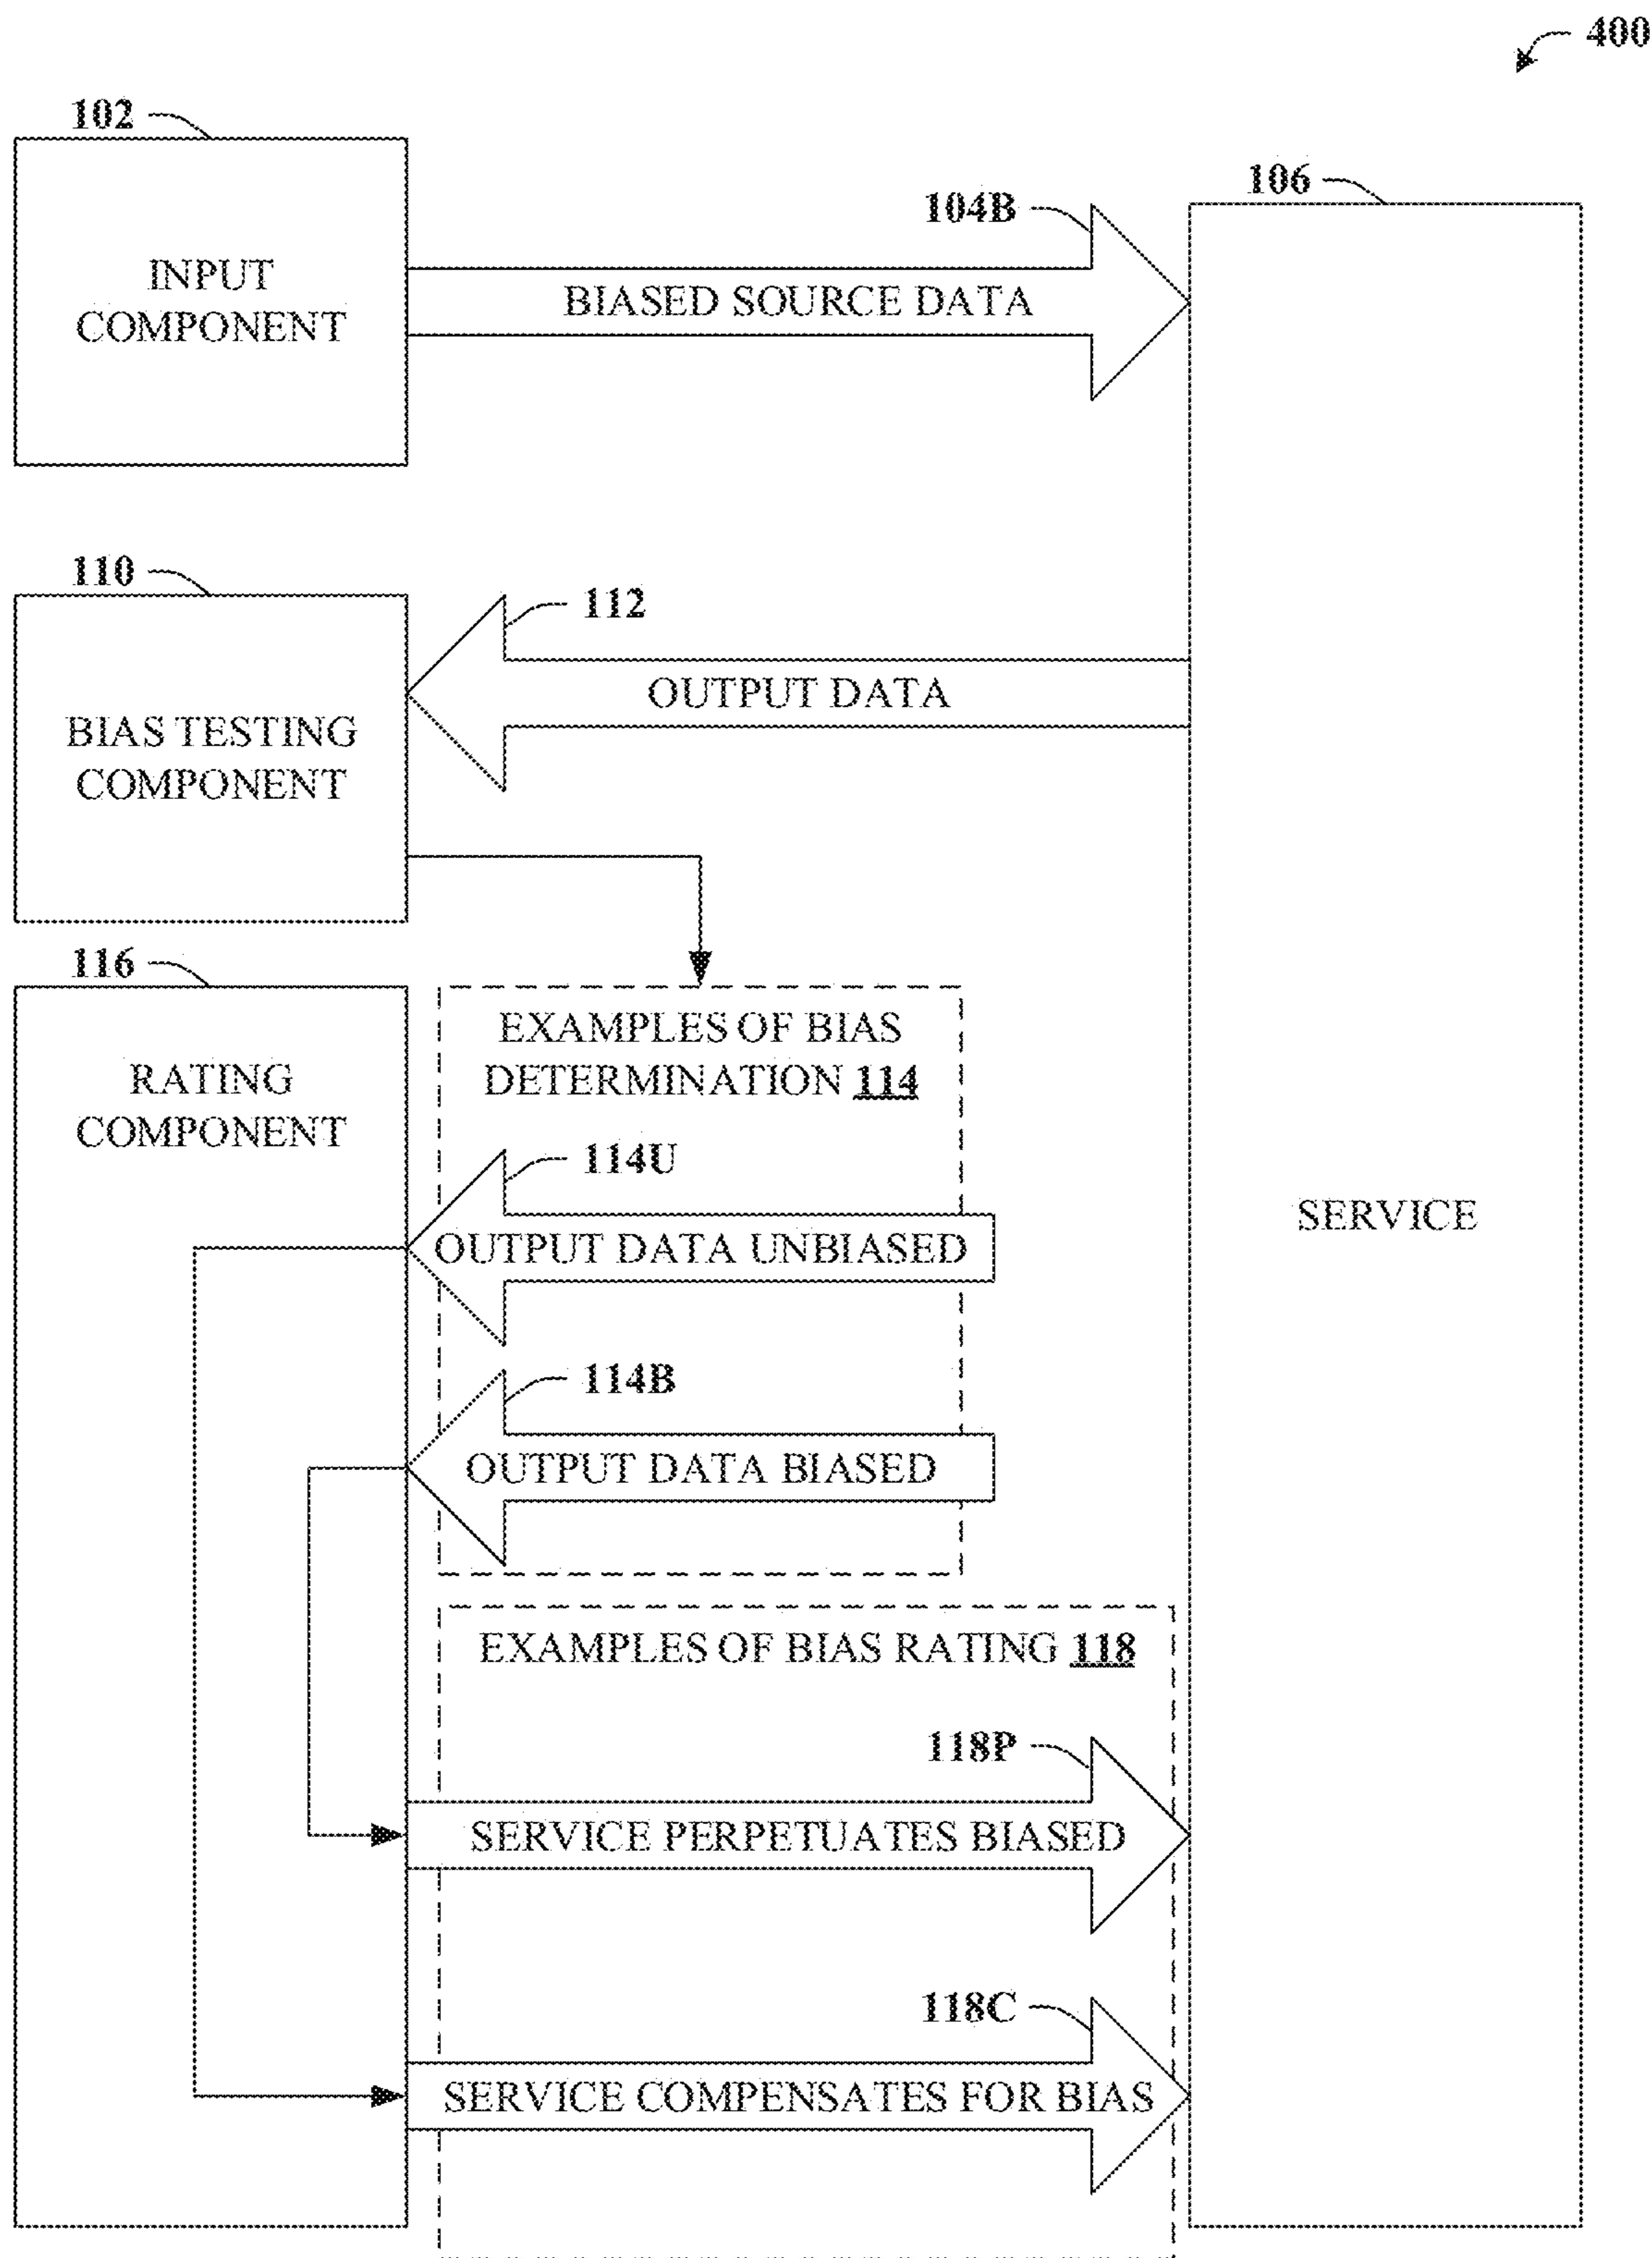 400
102
106
104B
INPUT
COMPONENT
BIASED SOURCE DATA
110
112
BIAS TESTING
COMPONENT
OUTPUT DATA
116
RATING
COMPONENT
EXAMPLES OF BIAS
DETERMINATION 114
114U
OUTPUT DATA UNBIASED
SERVICE
114B
OUTPUT DATA BIASED
EXAMPLES OF BIAS RATING 118
118P
SERVICE PERPETUATES BIASED
118C
SERVICE COMPENSATES FOR BIAS